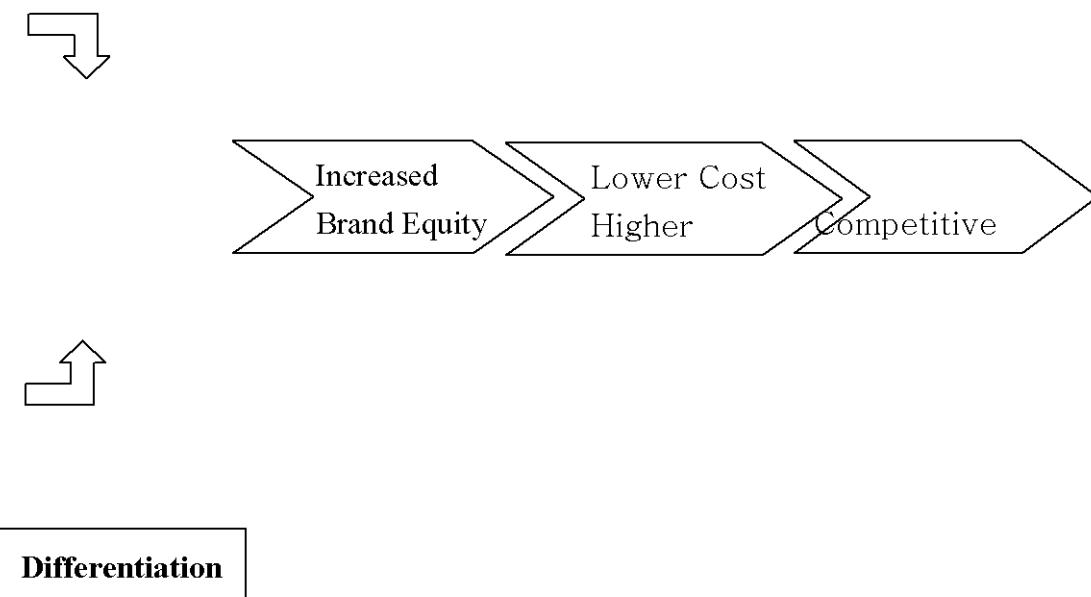 Increased
Brand Equity
Lower Cost
Higher
Competitive
Differentiation